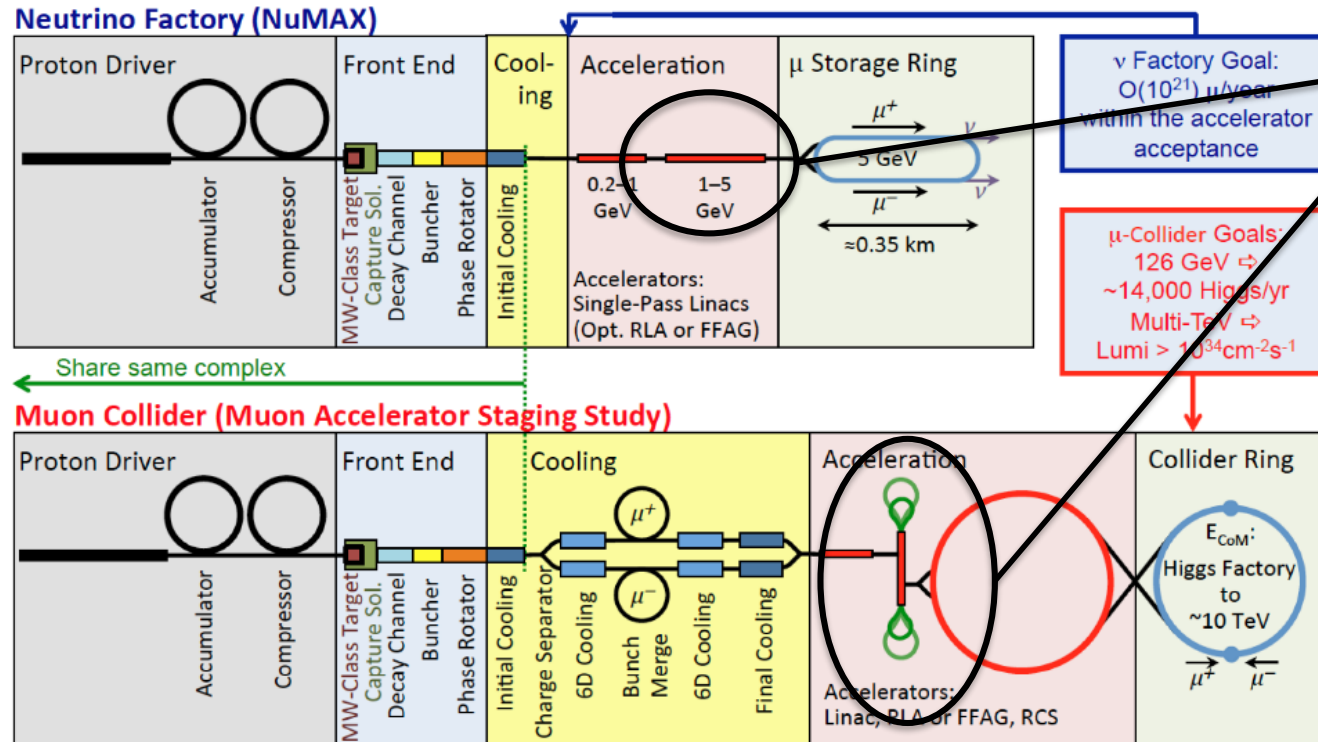 Neutrino Factory (NuMAX)
Proton Driver
Front End
Cool-
ing
Acceleration
μ Storage Ring
Accumulator
Compressor
MW-Class Target
Capture Sol.
Decay Channel
Buncher
Phase Rotator
Initial Cooling
0.2–1
GeV
1–5
GeV
Accelerators:
Single-Pass Linacs
(Opt. RLA or FFAG)
μ+
5 GeV
μ−
ν
ν
≈0.35 km
ν Factory Goal:
O(10²¹) μ/year
within the accelerator
acceptance
μ-Collider Goals:
126 GeV ⇨
~14,000 Higgs/yr
Multi-TeV ⇨
Lumi > 10³⁴cm⁻²s⁻¹
Share same complex
Muon Collider (Muon Accelerator Staging Study)
Proton Driver
Front End
Cooling
Acceleration
Collider Ring
Accumulator
Compressor
MW-Class Target
Capture Sol.
Decay Channel
Buncher
Phase Rotator
Initial Cooling
Charge Separator
6D Cooling
μ+
μ−
Bunch
Merge
6D Cooling
Final Cooling
Accelerators:
Linac, RLA or FFAG, RCS
E_CoM:
Higgs Factory
to
~10 TeV
μ+
μ−